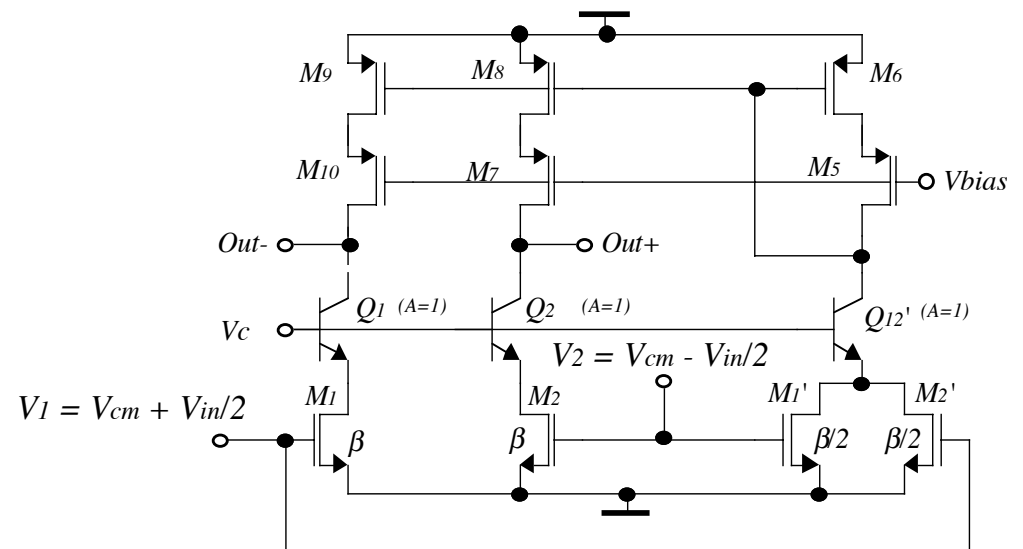 M9
M8
M6
M10
M7
M5
Vbias
Out-
Out+
Q1 (A=1)
Q2 (A=1)
Q12' (A=1)
Vc
V2 = Vcm - Vin/2
V1 = Vcm + Vin/2
M1
M2
M1'
M2'
β
β
β/2
β/2